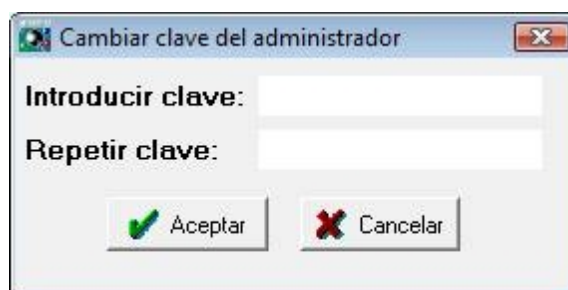 Cambiar clave del administrador
Introducir clave:
Repetir clave:
Aceptar Cancelar